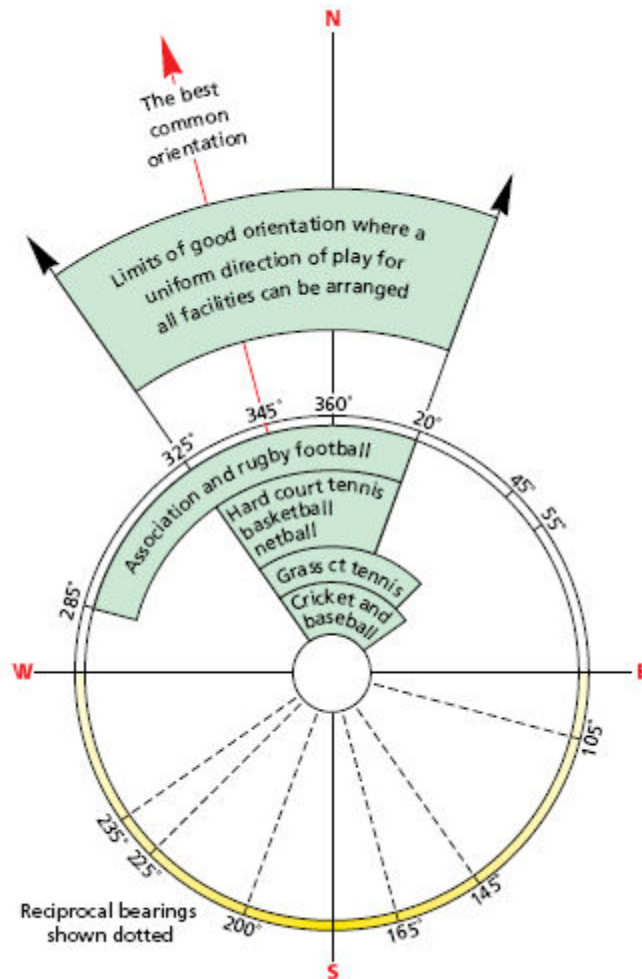 N
The best
common
orientation
Limits of good orientation where a
uniform direction of play for
all facilities can be arranged
325°
345°
360°
20°
45°
55°
285°
Association and rugby football
Hard court tennis
basketball
netball
Grass ct tennis
Cricket and
baseball
W
E
105°
235°
225°
200°
165°
145°
Reciprocal bearings
shown dotted
S